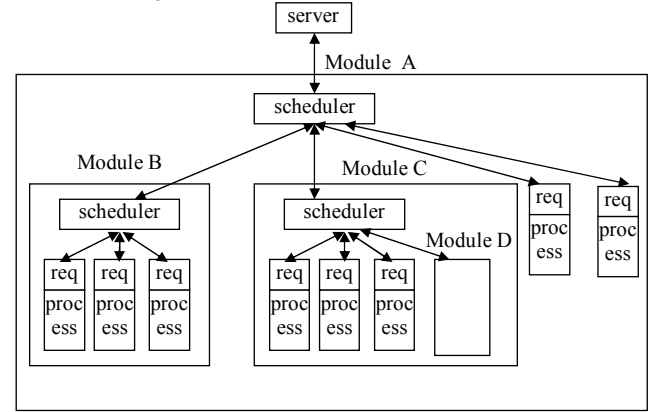 server
Module A
scheduler
Module B
Module C
req
proc
ess
req
proc
ess
scheduler
scheduler
Module D
req
proc
ess
req
proc
ess
req
proc
ess
req
proc
ess
req
proc
ess
req
proc
ess